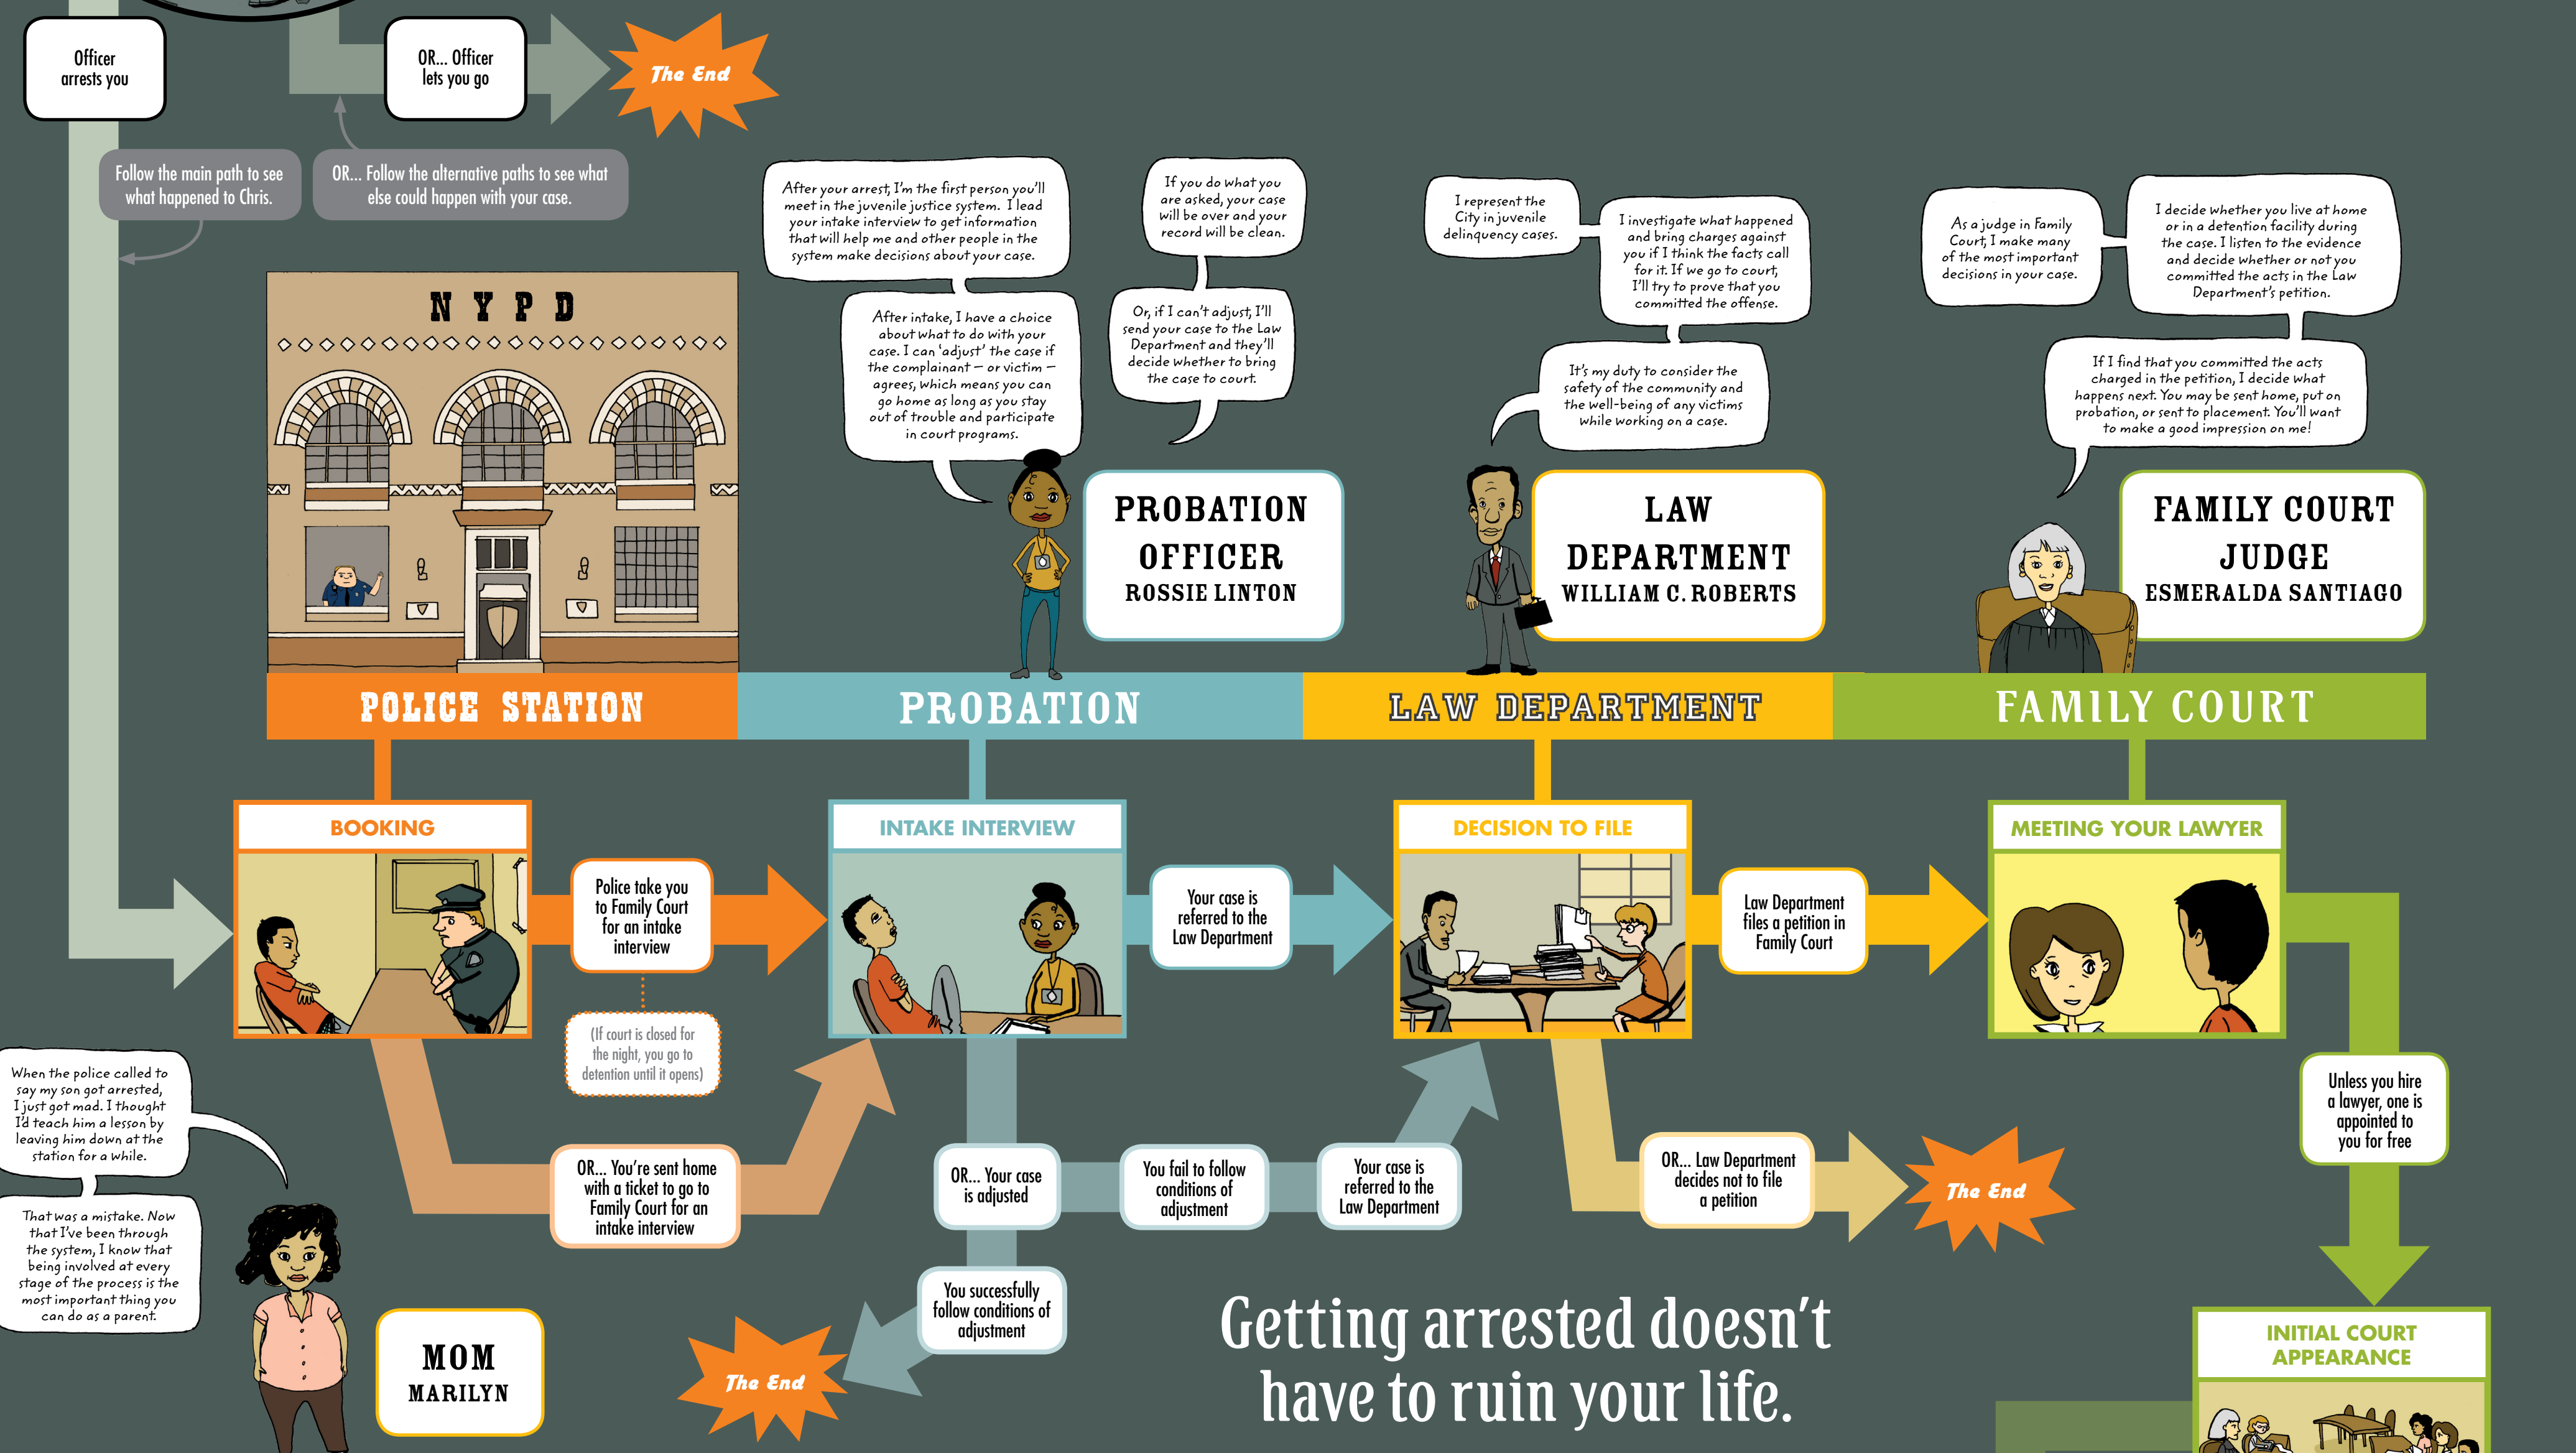 Officer
arrests you
OR... Officer
lets you go
The End
Follow the main path to see
what happened to Chris.
OR... Follow the alternative paths to see what
else could happen with your case.
After your arrest, I'm the first person you'll
meet in the juvenile justice system. I lead
your intake interview to get information
that will help me and other people in the
system make decisions about your case.
After intake, I have a choice
about what to do with your
case. I can 'adjust' the case if
the complainant – or victim –
agrees, which means you can
go home as long as you stay
out of trouble and participate
in court programs.
If you do what you
are asked, your case
will be over and your
record will be clean.
Or, if I can't adjust, I'll
send your case to the Law
Department and they'll
decide whether to bring
the case to court.
I represent the
City in juvenile
delinquency cases.
I investigate what happened
and bring charges against
you if I think the facts call
for it. If we go to court,
I'll try to prove that you
committed the offense.
It's my duty to consider the
safety of the community and
the well-being of any victims
while working on a case.
As a judge in Family
Court, I make many
of the most important
decisions in your case.
I decide whether you live at home
or in a detention facility during
the case. I listen to the evidence
and decide whether or not you
committed the acts in the Law
Department's petition.
If I find that you committed the acts
charged in the petition, I decide what
happens next. You may be sent home, put on
probation, or sent to placement. You'll want
to make a good impression on me!
NYPD
PROBATION
OFFICER
ROSSIE LINTON
LAW
DEPARTMENT
WILLIAM C. ROBERTS
FAMILY COURT
JUDGE
ESMERALDA SANTIAGO
POLICE STATION
PROBATION
LAW DEPARTMENT
FAMILY COURT
BOOKING
Police take you
to Family Court
for an intake
interview
(If court is closed for
the night, you go to
detention until it opens)
INTAKE INTERVIEW
Your case is
referred to the
Law Department
DECISION TO FILE
Law Department
files a petition in
Family Court
MEETING YOUR LAWYER
Unless you hire
a lawyer, one is
appointed to
you for free
When the police called to
say my son got arrested,
I just got mad. I thought
I'd teach him a lesson by
leaving him down at the
station for a while.
That was a mistake. Now
that I've been through
the system, I know that
being involved at every
stage of the process is the
most important thing you
can do as a parent.
MOM
MARILYN
OR... You're sent home
with a ticket to go to
Family Court for an
intake interview
OR... Your case
is adjusted
You fail to follow
conditions of
adjustment
Your case is
referred to the
Law Department
You successfully
follow conditions of
adjustment
The End
OR... Law Department
decides not to file
a petition
The End
Getting arrested doesn't
have to ruin your life.
INITIAL COURT
APPEARANCE